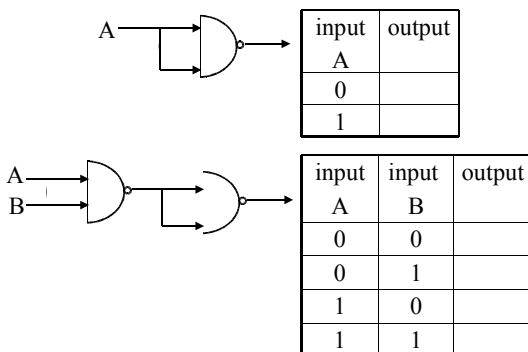 A
input output
A
0
1
A
B
input input output
A B
0 0
0 1
1 0
1 1